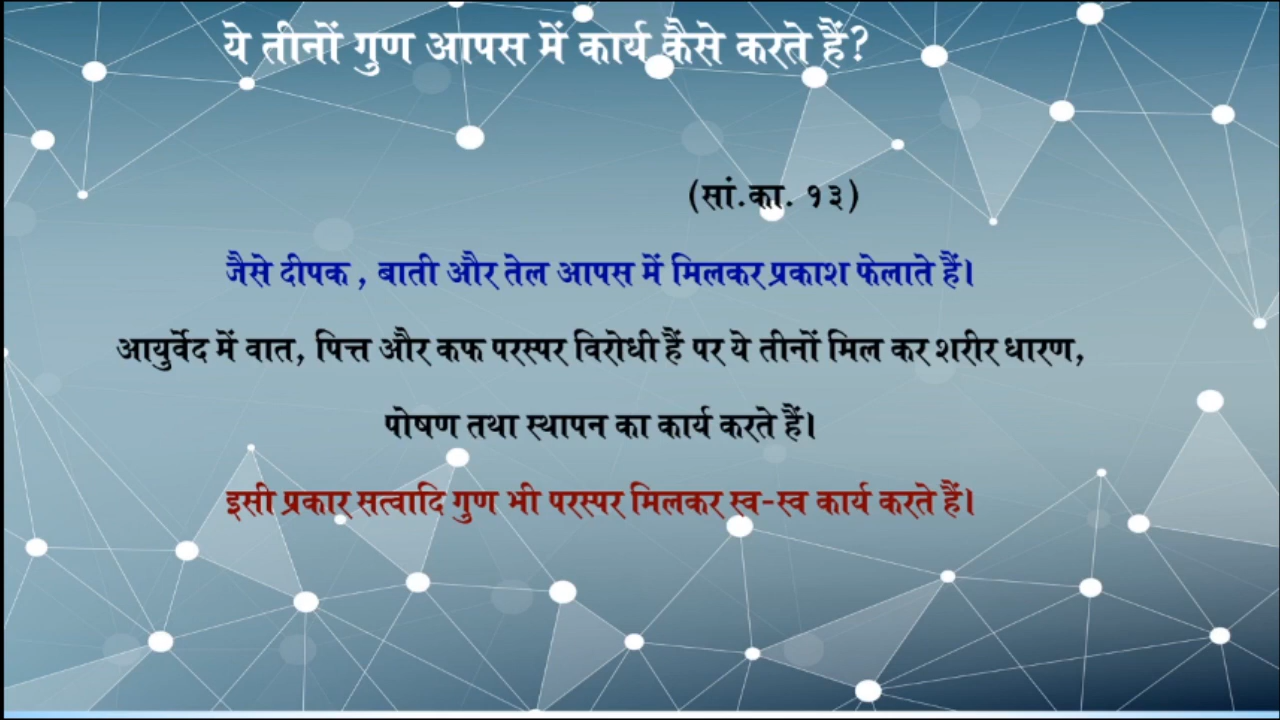 ये तीनों गुण आपस में कार्य कैसे करते हैं?
(सां.का. १३)
जैसे दीपक , बाती और तेल आपस में मिलकर प्रकाश फेलाते हैं।
आयुर्वेद में वात, पित्त और कफ परस्पर विरोधी हैं पर ये तीनों मिल कर शरीर धारण,
पोषण तथा स्थापन का कार्य करते हैं।
इसी प्रकार सत्वादि गुण भी परस्पर मिलकर स्व-स्व कार्य करते हैं।